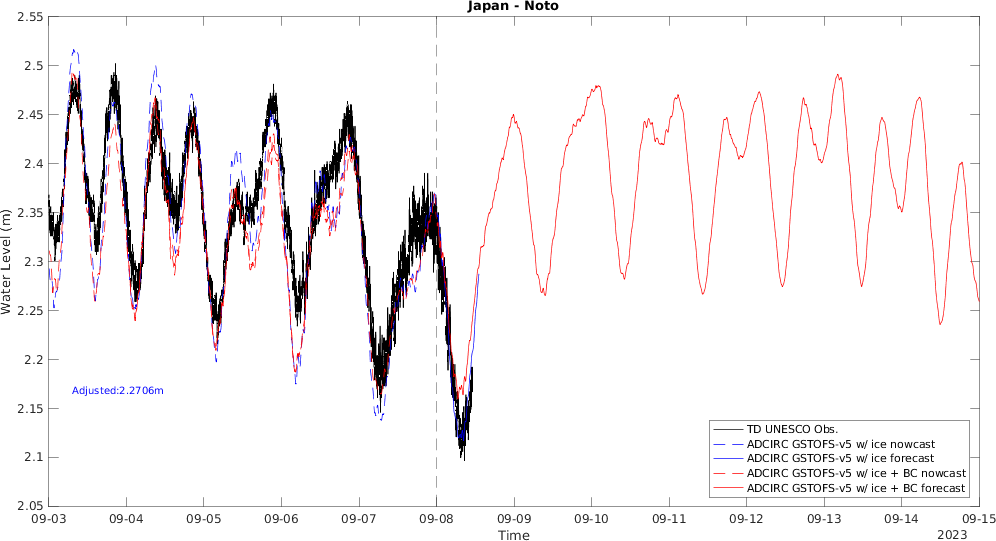 Japan - Noto
2.55
2.5
2.45
2.4
2.35
2.3
2.25
2.2
2.15
2.1
2.05
Water Level (m)
Adjusted:2.2706m
TD UNESCO Obs.
ADCIRC GSTOFS-v5 w/ ice nowcast
ADCIRC GSTOFS-v5 w/ ice forecast
ADCIRC GSTOFS-v5 w/ ice + BC nowcast
ADCIRC GSTOFS-v5 w/ ice + BC forecast
09-03 09-04 09-05 09-06 09-07 09-08 09-09 09-10 09-11 09-12 09-13 09-14 09-15
Time
2023